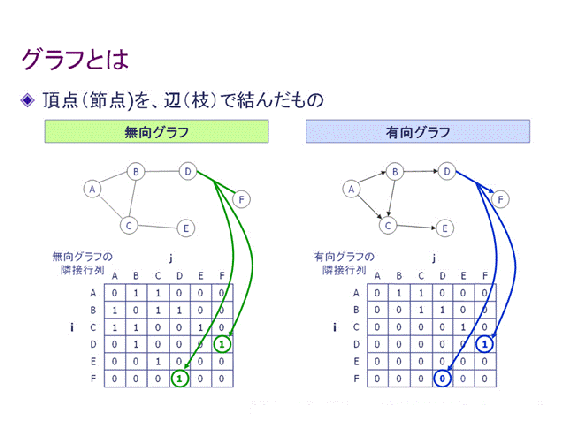 グラフとは
頂点(節点)を、辺(枝)で結んだもの
無向グラフ
有向グラフ
B
D
A
F
C
E
B
D
A
F
C
E
無向グラフの
隣接行列
j
A B C D E F
A 0 1 1 0 0 0
B 1 0 1 1 0 0
i C 1 1 0 0 1 0
D 0 1 0 0 0 1
E 0 0 1 0 0
F 0 0 0 1 0 0
有向グラフの
隣接行列
j
A B C D E F
A 0 1 1 0 0 0
B 0 0 1 1 0 0
i C 0 0 0 0 1 0
D 0 0 0 0 0 1
E 0 0 0 0 0
F 0 0 0 0 0 0